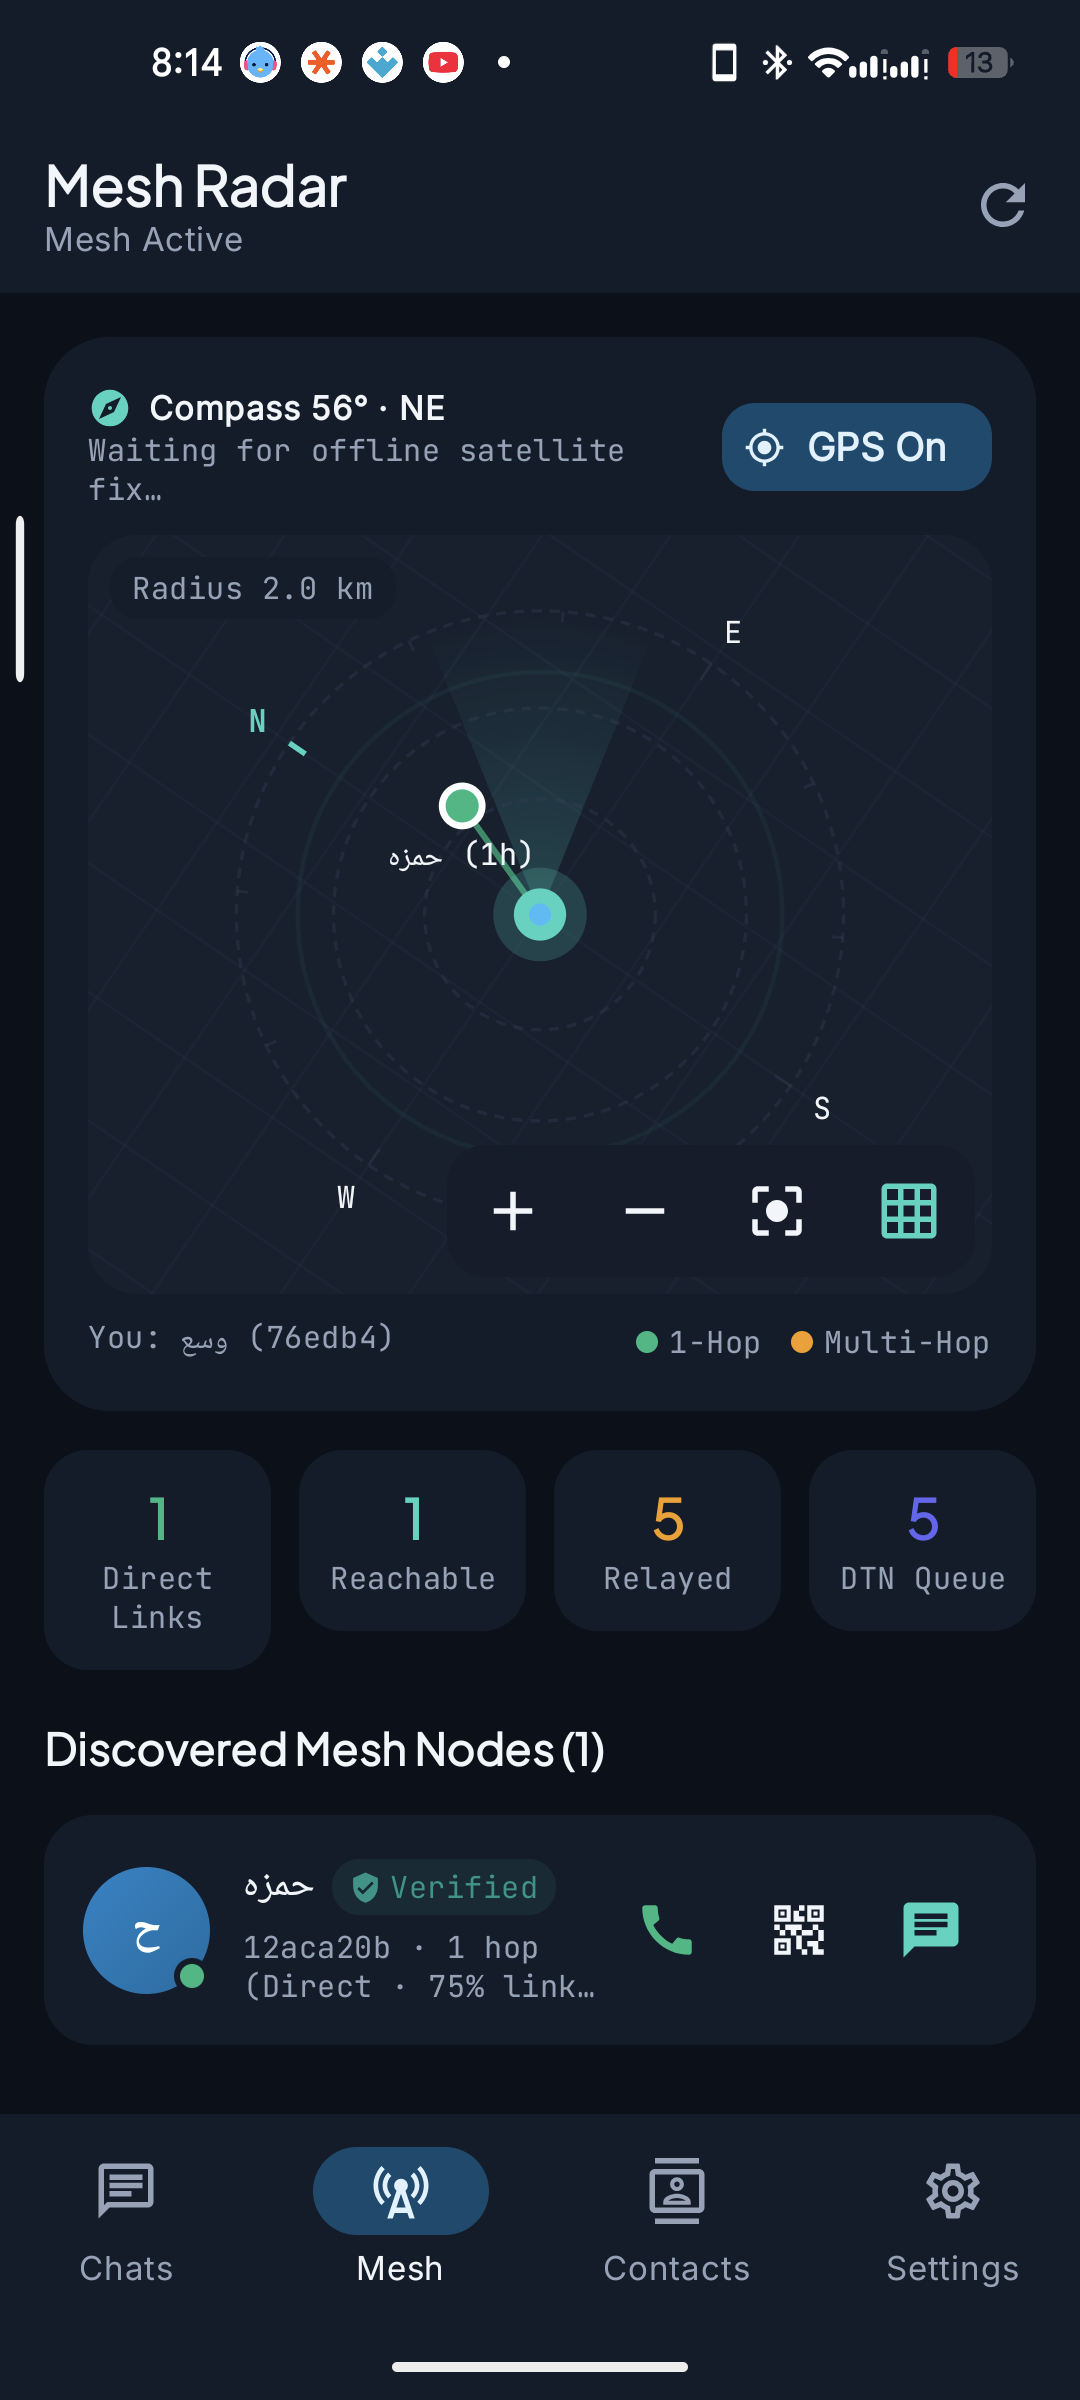 8:14
13
Mesh Radar
Mesh Active
Compass 56° · NE
Waiting for offline satellite
fix…
GPS On
Radius 2.0 km
E
N
حمزه (1h)
S
W
You: وسع (76edb4)
1-Hop
Multi-Hop
1
Direct
Links
1
Reachable
5
Relayed
5
DTN Queue
Discovered Mesh Nodes (1)
ح
حمزه
Verified
12aca20b · 1 hop
(Direct · 75% link…
Chats
Mesh
Contacts
Settings